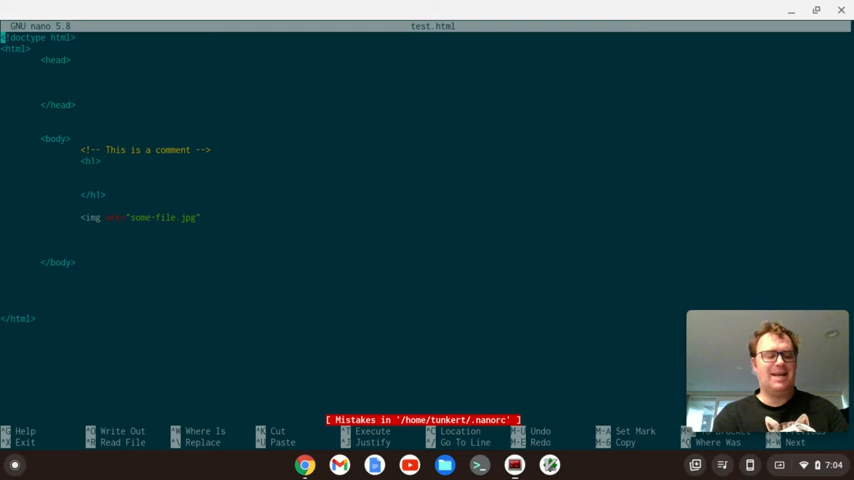 GNU nano 5.8 test.html
<!doctype html>
<html>
<head>
</head>
<body>
<!-- This is a comment -->
<h1>
</h1>
<img src="some-file.jpg"
</body>
</html>
[ Mistakes in '/home/tunkert/.nanorc' ]
^G Help ^O Write Out ^W Where Is ^K Cut ^T Execute ^C Location M-U Undo M-A Set Mark
^X Exit ^R Read File ^\ Replace ^U Paste ^J Justify ^/ Go To Line M-E Redo M-6 Copy ^Q Where Was M-W Next
7:04